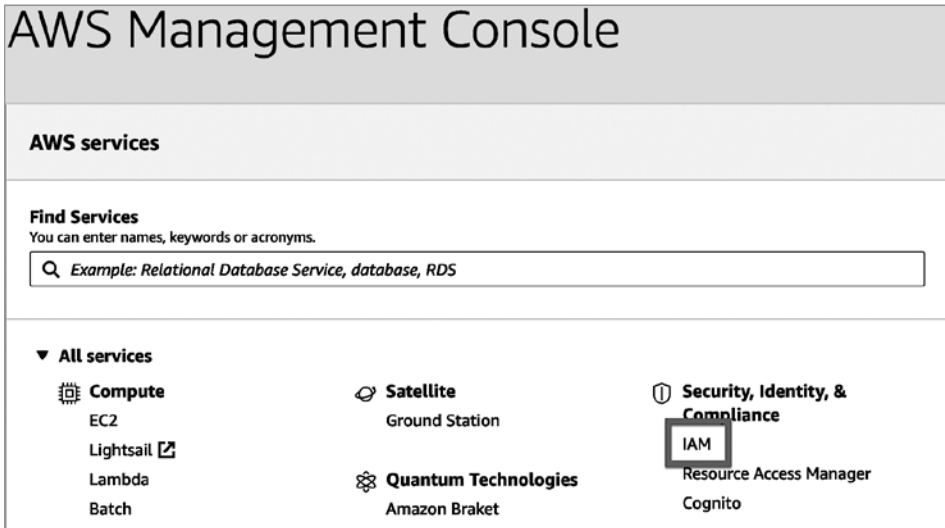 AWS Management Console
AWS services
Find Services
You can enter names, keywords or acronyms.
Example: Relational Database Service, database, RDS
All services
Compute
EC2
Lightsail
Lambda
Batch
Satellite
Ground Station
Quantum Technologies
Amazon Braket
Security, Identity, &
Compliance
IAM
Resource Access Manager
Cognito